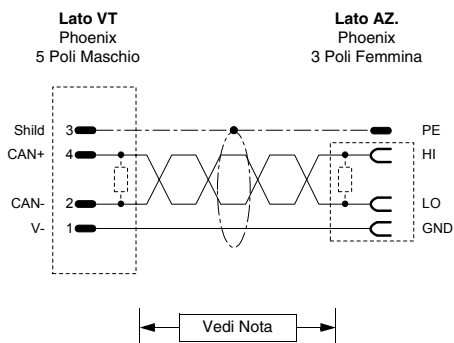 Lato VT
Phoenix
5 Poli Maschio
Lato AZ.
Phoenix
3 Poli Femmina
Shild 3 PE
CAN+ 4 HI
CAN- 2 LO
V- 1 GND
Vedi Nota